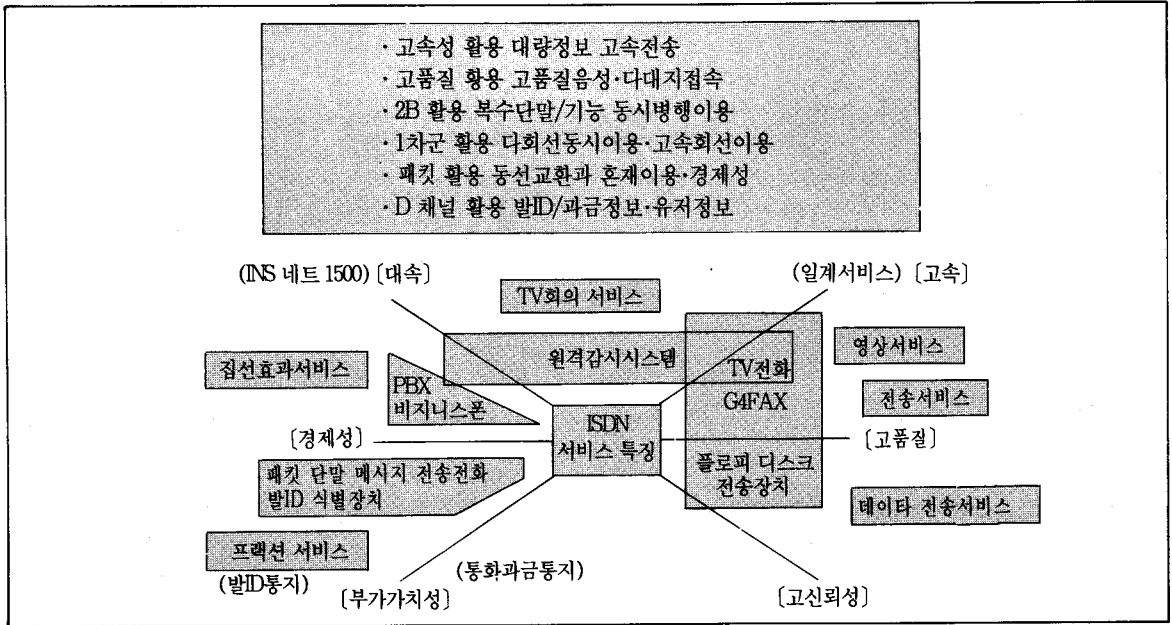 · 고속성 활용 대량정보 고속전송
· 고품질 황용 고품질음성·다대지접속
· 2B 활용 복수단말/기능 동시병행이용
· 1차군 활용 다회선동시이용·고속회선이용
· 패킷 활용 동선교환과 혼재이용·경제성
· D 채널 활용 발ID/과금정보·유저정보
(INS 네트 1500) [대속]
(일계서비스) [고속]
TV회의 서비스
원격감시시스템
영상서비스
집선효과서비스
TV전화
PBX
비지니스폰
G4FAX
전송서비스
ISDN
서비스 특징
[경제성]
[고품질]
패킷 단말 메시지 전송전화
발ID 식별장치
플로피 디스크
전송장치
데이타 전송서비스
프랙션 서비스
(발ID통지)
(통화과금통지)
[부가가치성]
[고신뢰성]